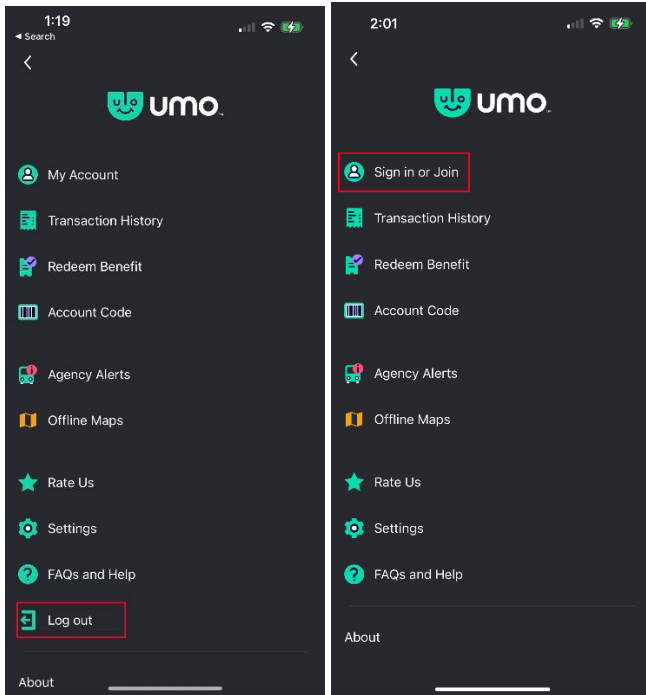 1:19
◄ Search
umo
My Account
Transaction History
Redeem Benefit
Account Code
Agency Alerts
Offline Maps
Rate Us
Settings
FAQs and Help
Log out
About
2:01
umo
Sign in or Join
Transaction History
Redeem Benefit
Account Code
Agency Alerts
Offline Maps
Rate Us
Settings
FAQs and Help
About